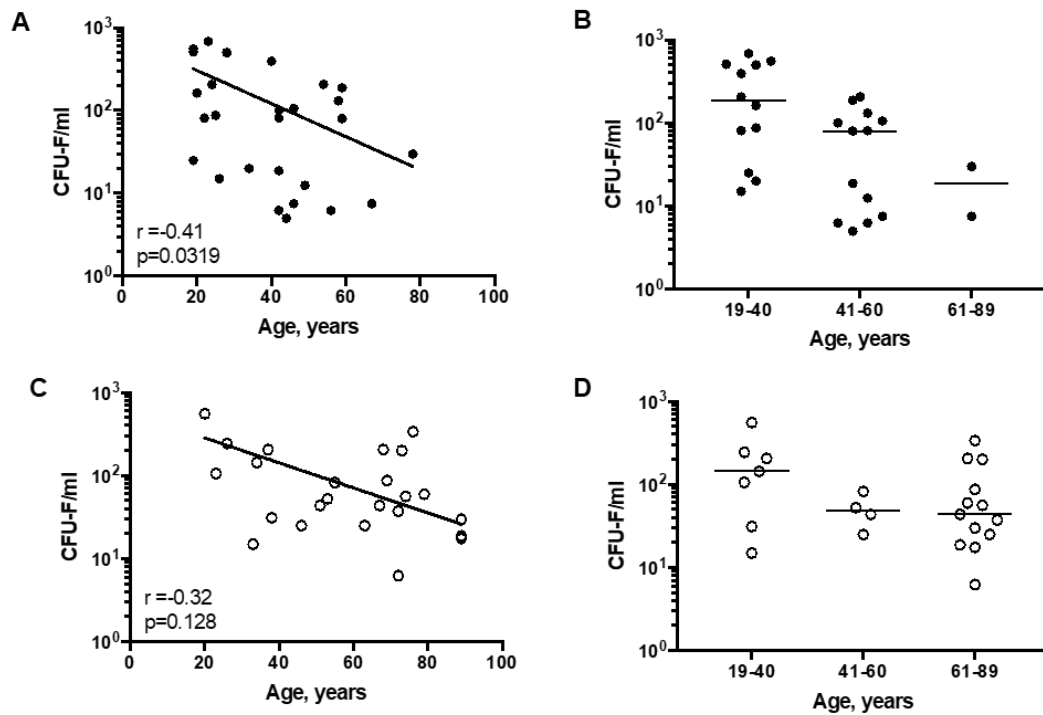 A
CFU-F/ml
10³
10²
10¹
10⁰
r =-0.41
p=0.0319
0 20 40 60 80 100
Age, years
B
CFU-F/ml
10³
10²
10¹
10⁰
19-40 41-60 61-89
Age, years
C
CFU-F/ml
10³
10²
10¹
10⁰
r =-0.32
p=0.128
0 20 40 60 80 100
Age, years
D
CFU-F/ml
10³
10²
10¹
10⁰
19-40 41-60 61-89
Age, years